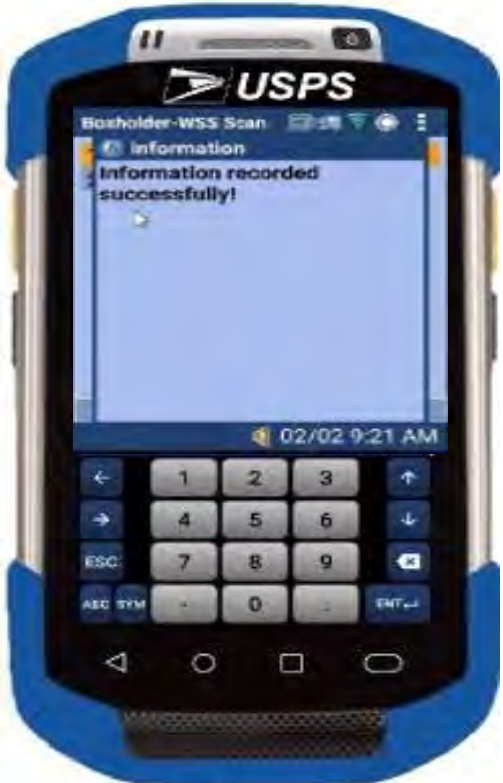 USPS
Boxholder-WSS Scan
Information
Information recorded
successfully!
02/02 9:21 AM
1 2 3
4 5 6
ESC 7 8 9
SYM - 0 ENT